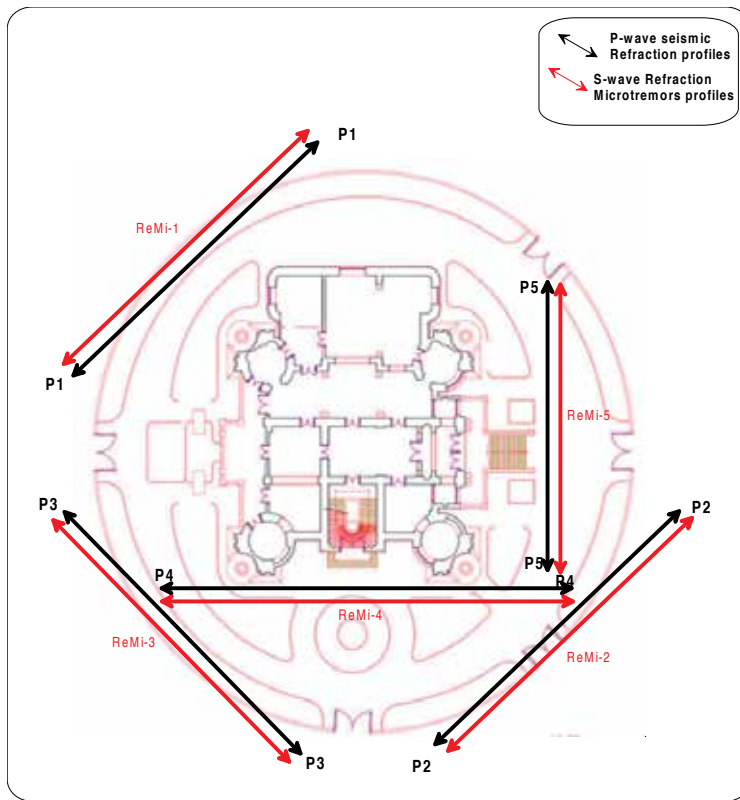 P-wave seismic
Refraction profiles
S-wave Refraction
Microtremors profiles
P1
ReMi-1
P5
P1
ReMi-5
P3
P2
P5
P4
P4
ReMi-4
ReMi-3
ReMi-2
P3
P2